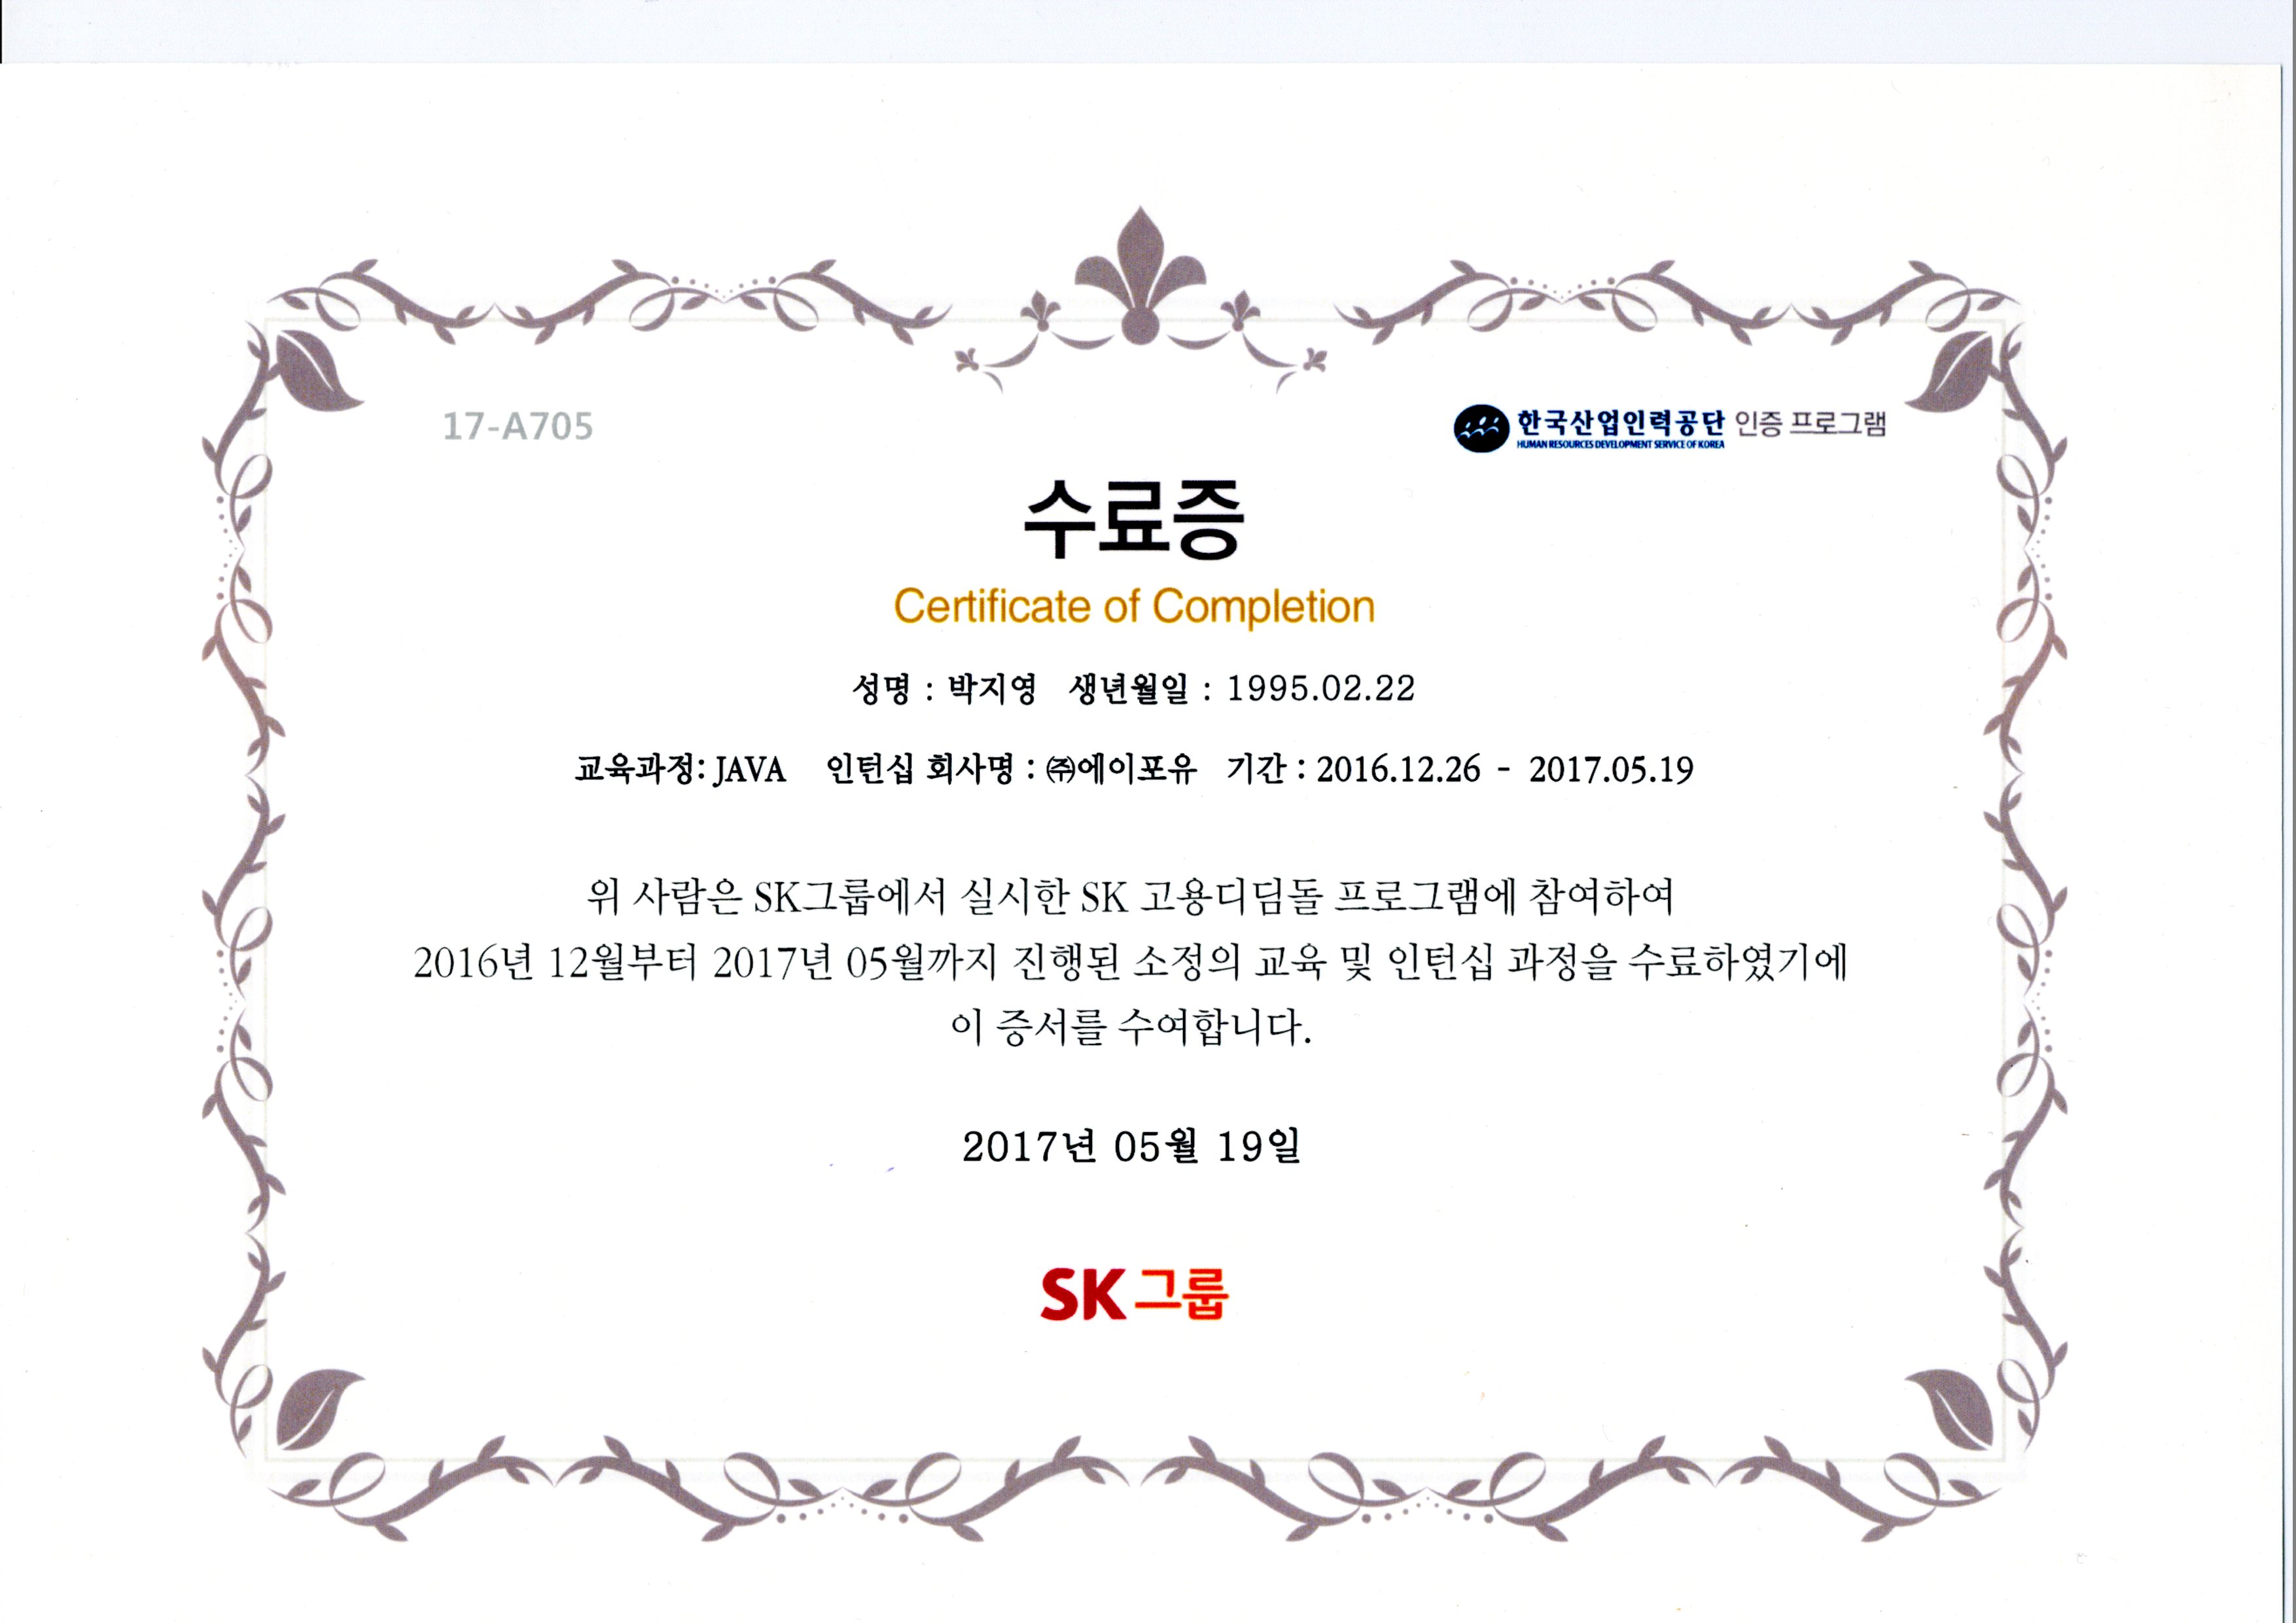 17-A705
한국산업인력공단 인증 프로그램
HUMAN RESOURCES DEVELOPMENT SERVICE OF KOREA
수료증
Certificate of Completion
성명 : 박지영 생년월일 : 1995.02.22
교육과정: JAVA 인턴십 회사명 : ㈜에이포유 기간 : 2016.12.26 - 2017.05.19
위 사람은 SK그룹에서 실시한 SK 고용디딤돌 프로그램에 참여하여
2016년 12월부터 2017년 05월까지 진행된 소정의 교육 및 인턴십 과정을 수료하였기에
이 증서를 수여합니다.
2017년 05월 19일
SK그룹